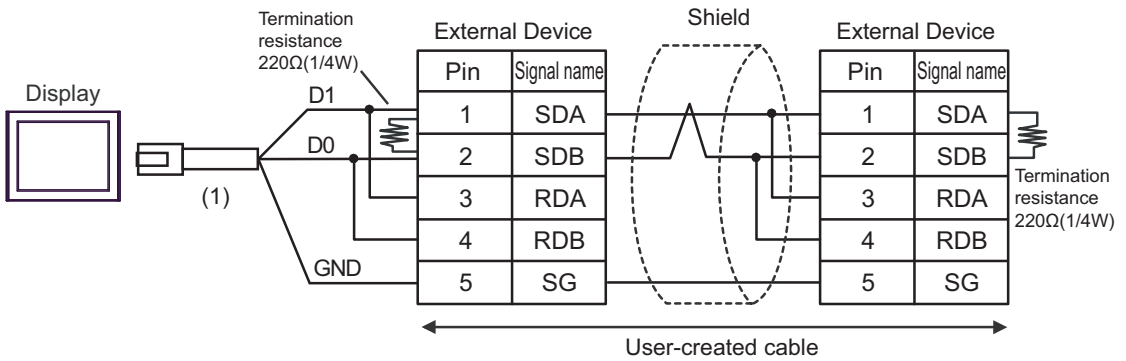 Display
(1)
D1
D0
GND
Termination
resistance
220Ω(1/4W)
External Device
Pin Signal name
1 SDA
2 SDB
3 RDA
4 RDB
5 SG
Shield
External Device
Pin Signal name
1 SDA
2 SDB
3 RDA
4 RDB
5 SG
Termination
resistance
220Ω(1/4W)
User-created cable